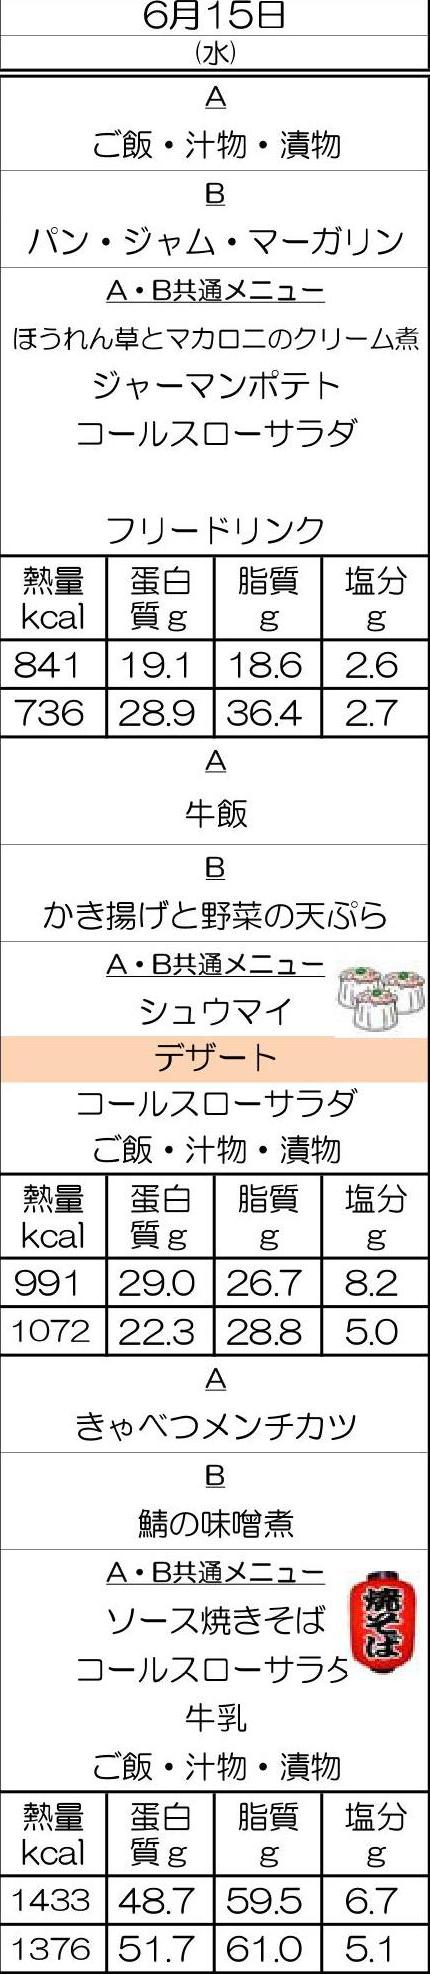 6月15日
(水)
A
ご飯・汁物・漬物
B
パン・ジャム・マーガリン
A・B共通メニュー
ほうれん草とマカロニのクリーム煮
ジャーマンポテト
コールスローサラダ
フリードリンク
熱量 蛋白 脂質 塩分
kcal 質g g g
841 19.1 18.6 2.6
736 28.9 36.4 2.7
A
牛飯
B
かき揚げと野菜の天ぷら
A・B共通メニュー
シュウマイ
デザート
コールスローサラダ
ご飯・汁物・漬物
熱量 蛋白 脂質 塩分
kcal 質g g g
991 29.0 26.7 8.2
1072 22.3 28.8 5.0
A
きゃべつメンチカツ
B
鯖の味噌煮
A・B共通メニュー
ソース焼きそば
焼そば
コールスローサラダ
牛乳
ご飯・汁物・漬物
熱量 蛋白 脂質 塩分
kcal 質g g g
1433 48.7 59.5 6.7
1376 51.7 61.0 5.1